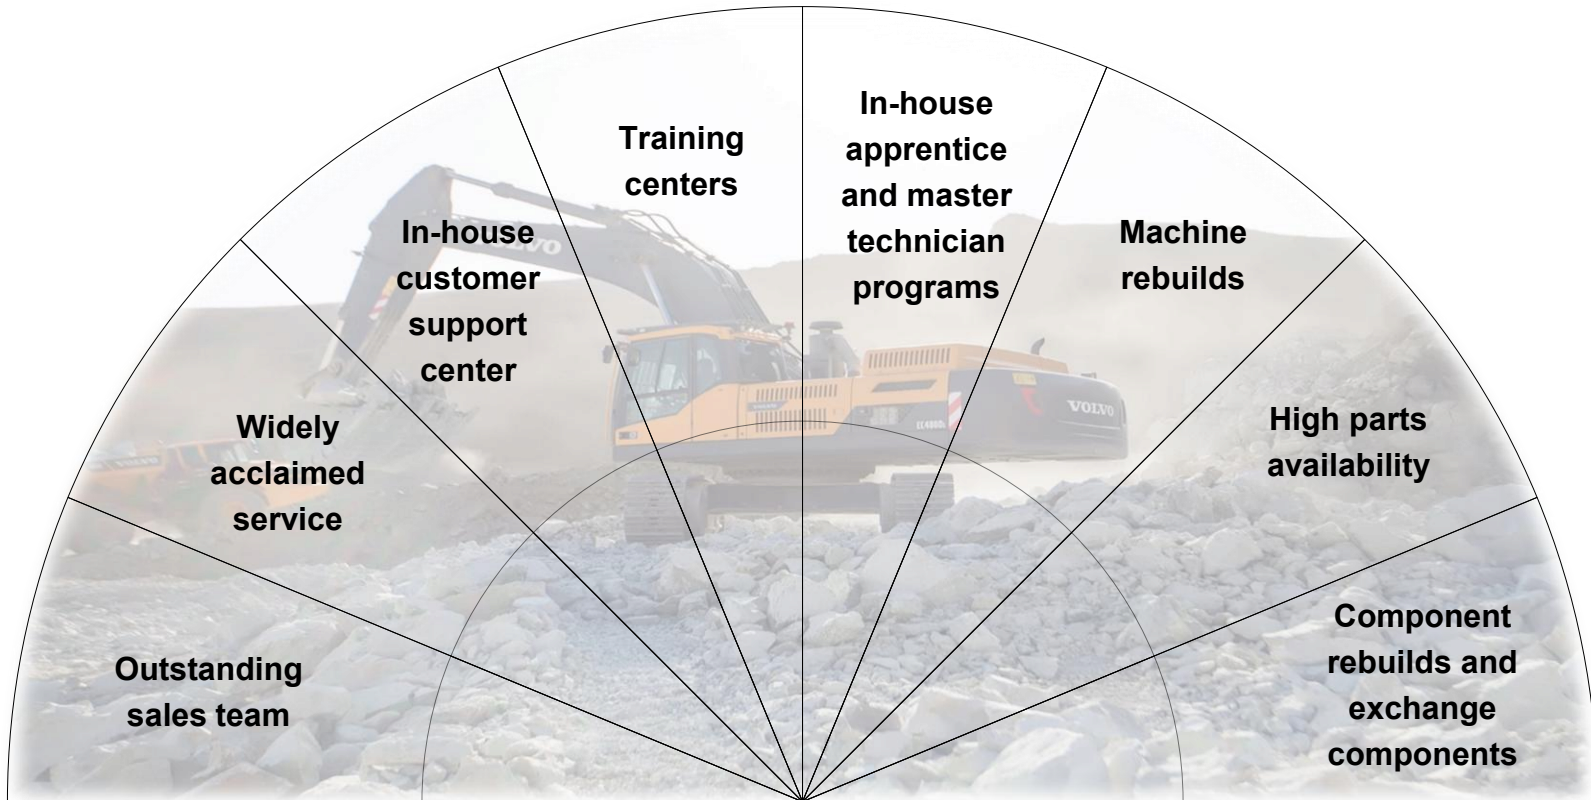 Outstanding
sales team
Widely
acclaimed
service
In-house
customer
support
center
Training
centers
In-house
apprentice
and master
technician
programs
Machine
rebuilds
High parts
availability
Component
rebuilds and
exchange
components
VOLVO
VOLVO